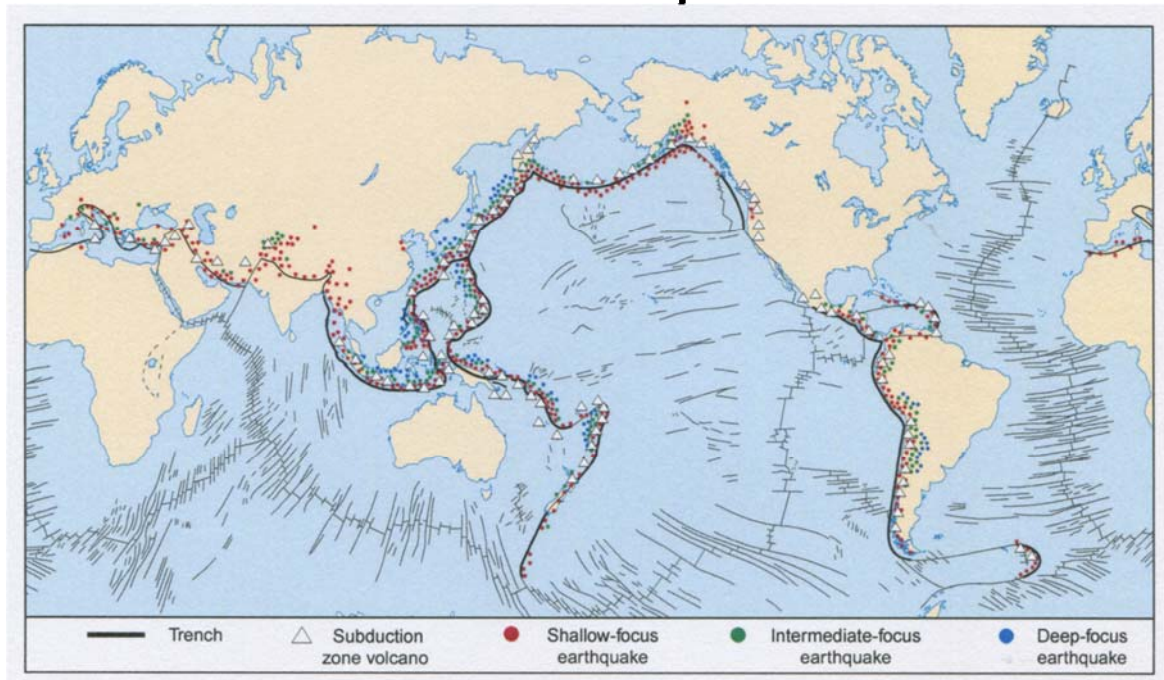 Trench
Subduction
zone volcano
Shallow-focus
earthquake
Intermediate-focus
earthquake
Deep-focus
earthquake